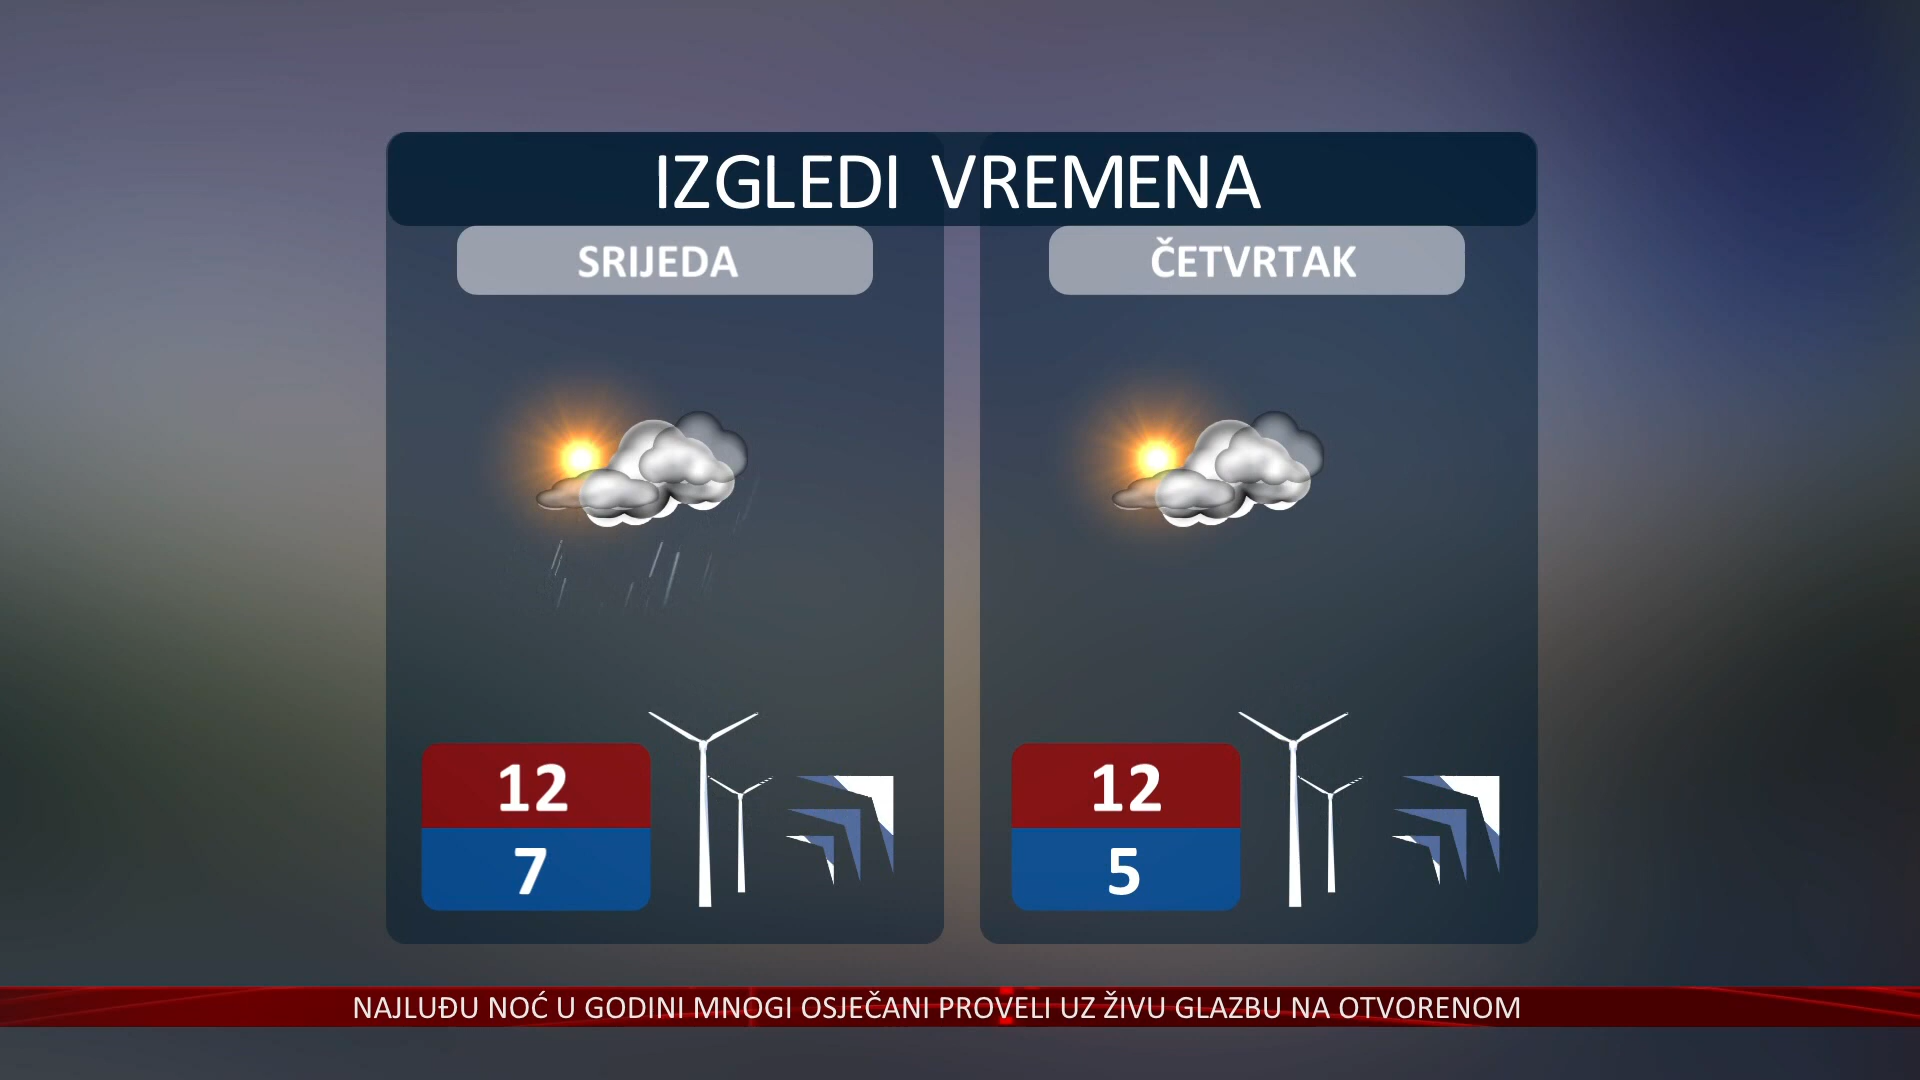 IZGLEDI VREMENA
SRIJEDA
ČETVRTAK
12
7
12
5
NAJLUĐU NOĆ U GODINI MNOGI OSJEČANI PROVELI UZ ŽIVU GLAZBU NA OTVORENOM